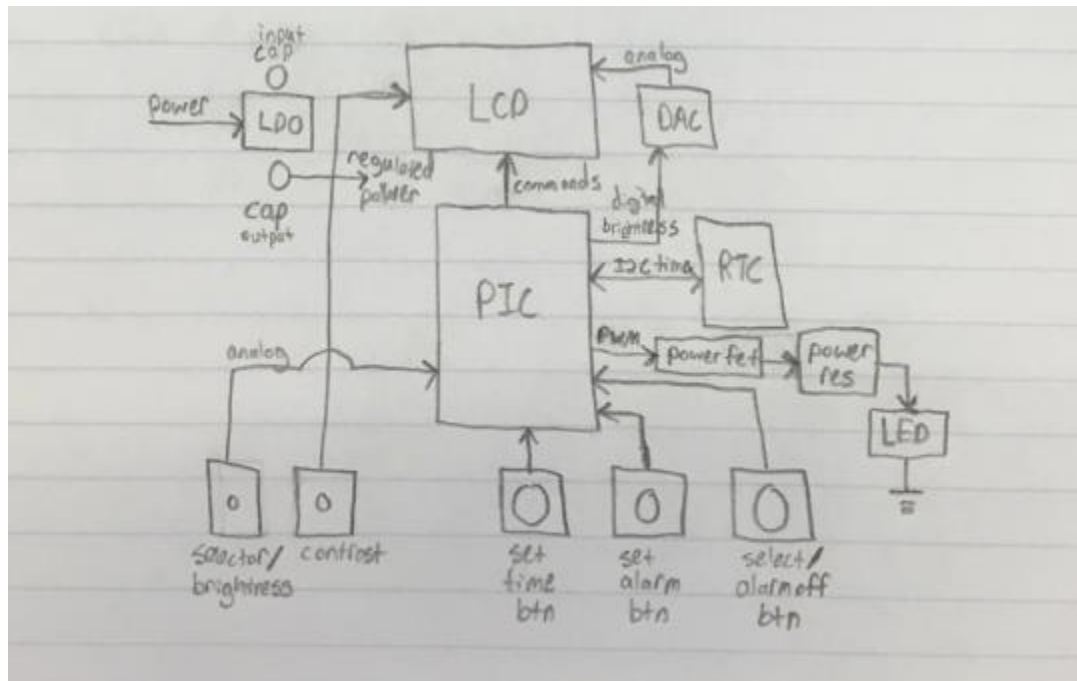 input
cap
power
LDO
LCD
analog
DAC
regulated
power
cap
output
commands
digital
brightness
PIC
I2C time
RTC
PWM
power fet
power
res
LED
analog
selector/
brightness
contrast
set
time
btn
set
alarm
btn
select/
alarm off
btn